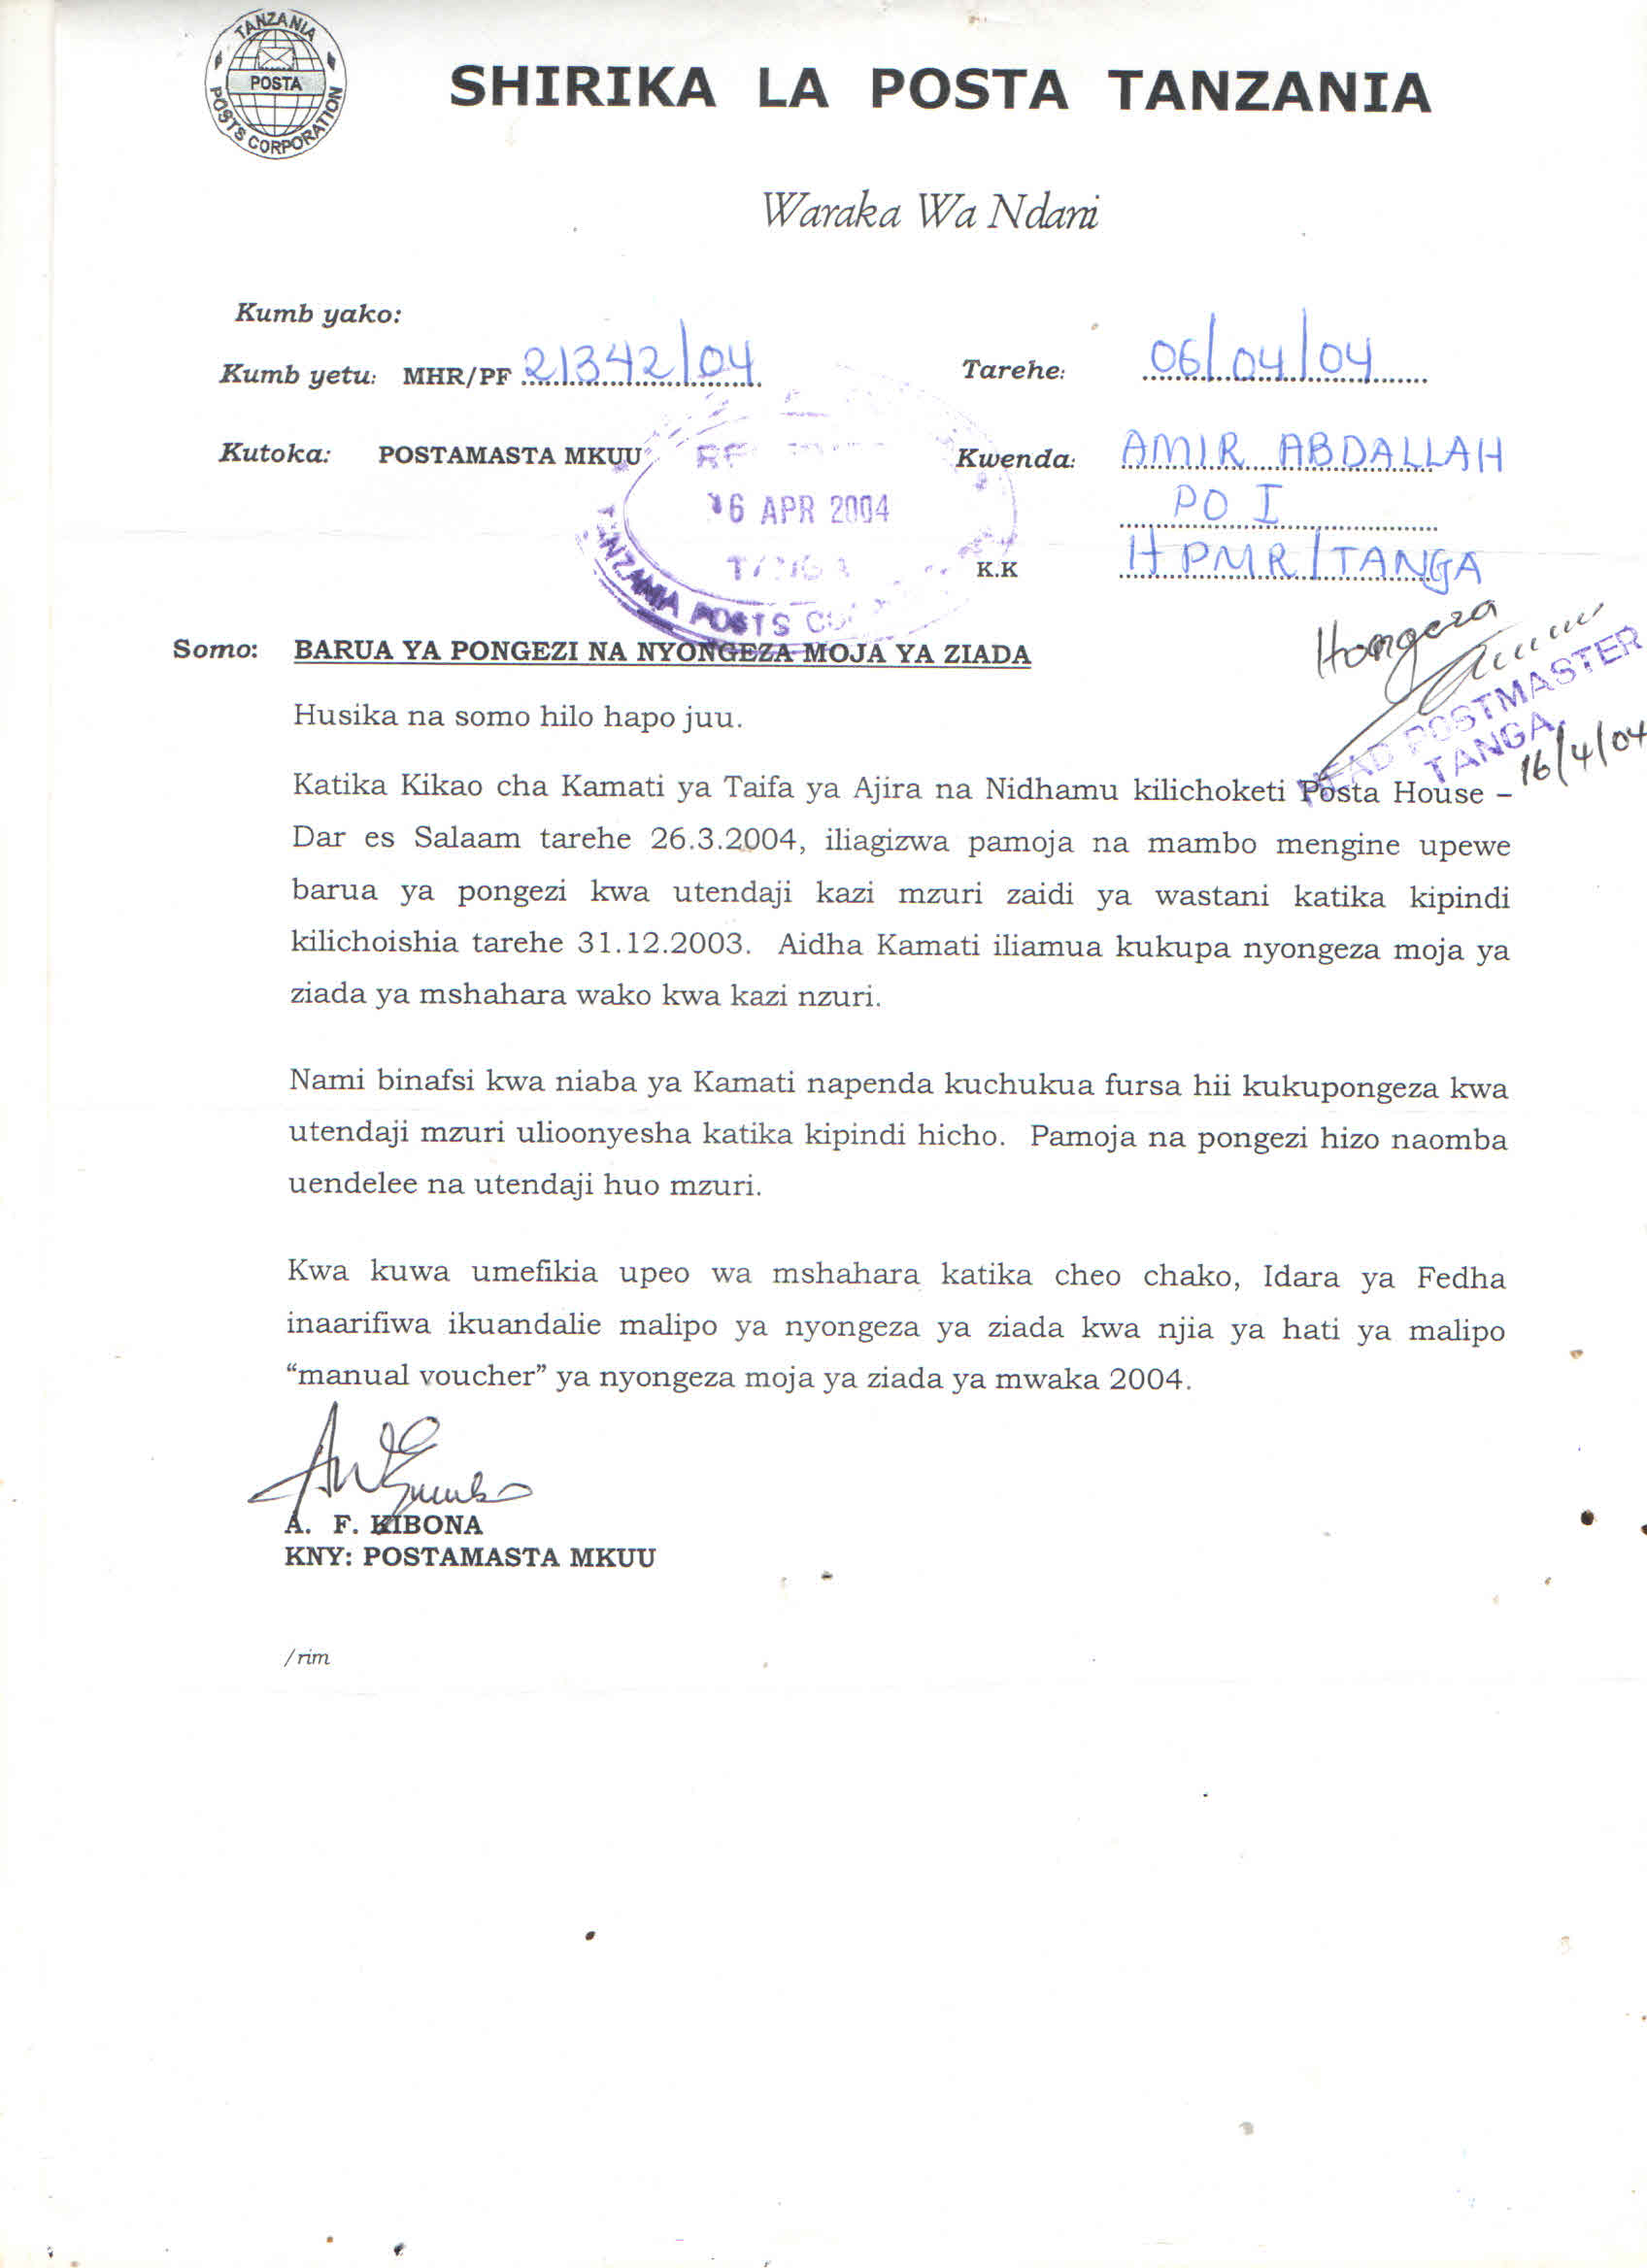 TANZANIA
POSTA
POSTS CORPORATION
SHIRIKA LA POSTA TANZANIA
Waraka Wa Ndani
Kumb yako:
Kumb yetu: MHR/PF 21342/04 Tarehe: 06/04/04
Kutoka: POSTAMASTA MKUU Kwenda: AMIR ABDALLAH
PO I
K.K HPMR/TANGA
6 APR 2004
TANGA
TANZANIA POSTS
Hongera
HEAD POSTMASTER
TANGA
16/4/04
Somo: BARUA YA PONGEZI NA NYONGEZA MOJA YA ZIADA
Husika na somo hilo hapo juu.
Katika Kikao cha Kamati ya Taifa ya Ajira na Nidhamu kilichoketi Posta House –
Dar es Salaam tarehe 26.3.2004, iliagizwa pamoja na mambo mengine upewe
barua ya pongezi kwa utendaji kazi mzuri zaidi ya wastani katika kipindi
kilichoishia tarehe 31.12.2003. Aidha Kamati iliamua kukupa nyongeza moja ya
ziada ya mshahara wako kwa kazi nzuri.
Nami binafsi kwa niaba ya Kamati napenda kuchukua fursa hii kukupongeza kwa
utendaji mzuri ulioonyesha katika kipindi hicho. Pamoja na pongezi hizo naomba
uendelee na utendaji huo mzuri.
Kwa kuwa umefikia upeo wa mshahara katika cheo chako, Idara ya Fedha
inaarifiwa ikuandalie malipo ya nyongeza ya ziada kwa njia ya hati ya malipo
“manual voucher” ya nyongeza moja ya ziada ya mwaka 2004.
A. F. KIBONA
KNY: POSTAMASTA MKUU
/rim